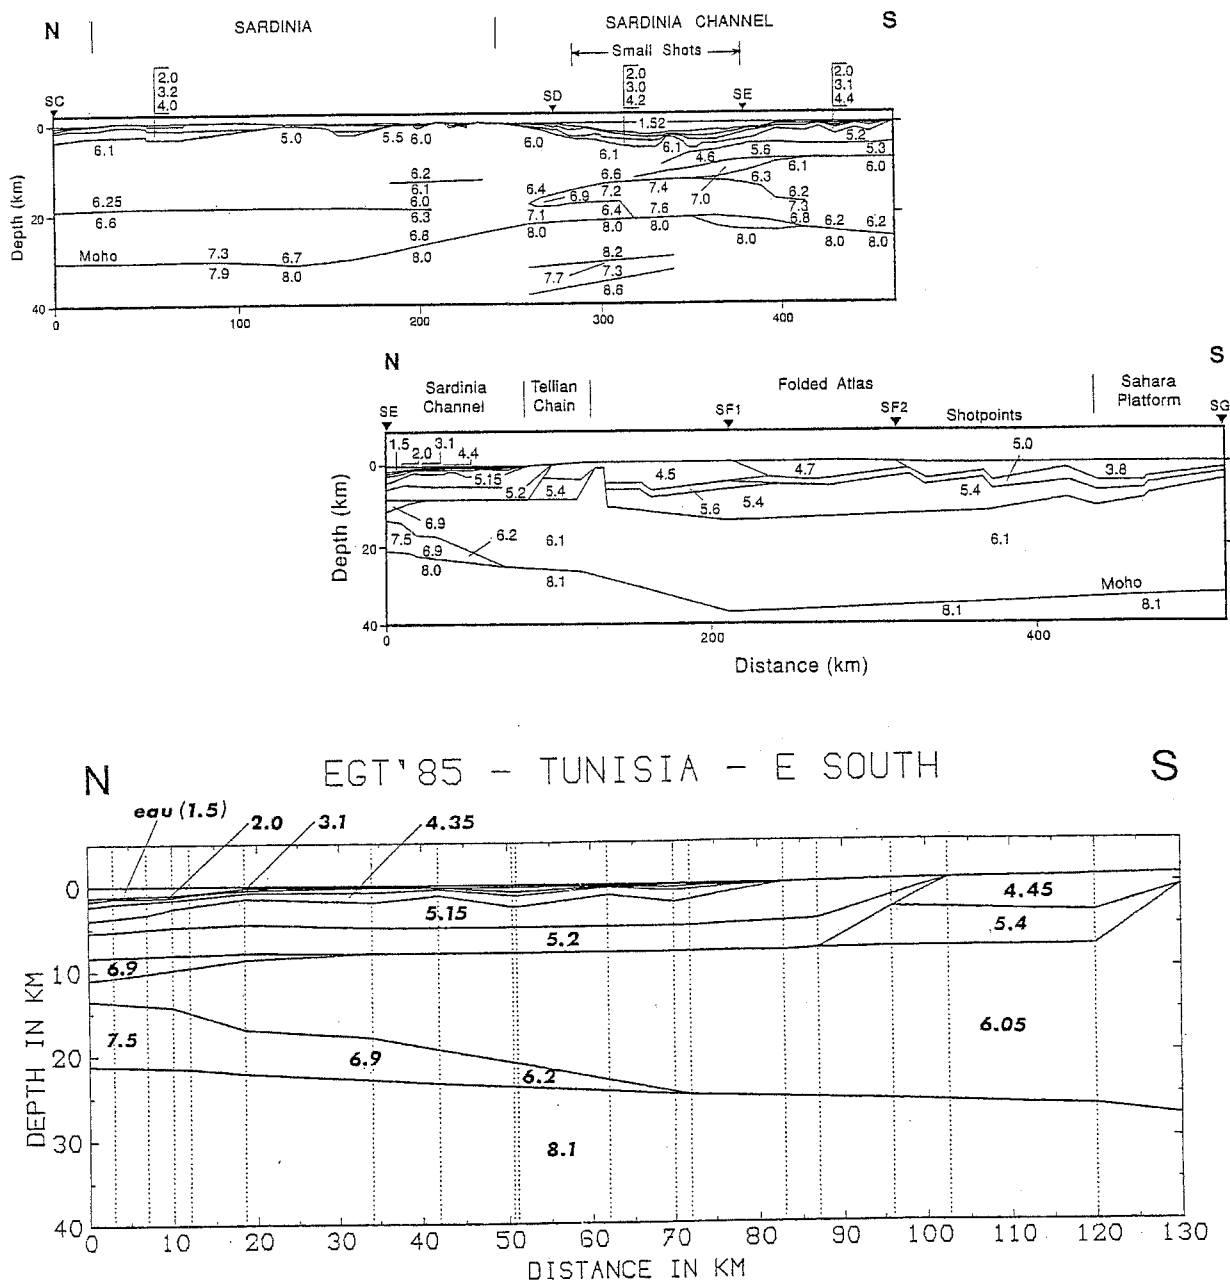 N SARDINIA SARDINIA CHANNEL S
Small Shots
2.0 2.0 2.0
3.2 3.0 3.1
SC 4.0 SD 4.2 SE 4.4
0 5.0 5.5 6.0 6.0 1.52 5.2
6.1 6.1 6.1 4.6 5.6 5.3
6.1 6.0
6.2 6.6 6.3
6.1 6.4 6.9 7.2 7.4 7.0 6.2
6.25 6.0 7.3
20 6.6 6.3 7.1 6.4 7.6 6.8 6.2 6.2
6.8 8.0 8.0 8.0 8.0 8.0 8.0
Moho 7.3 6.7 8.0 8.2
7.9 8.0 7.7 7.3
8.6
40
Depth (km)
0 100 200 300 400
N S
Sardinia Channel Tellian Chain Folded Atlas Sahara Platform
SE SF1 SF2 Shotpoints SG
1.5 2.0 3.1 4.4 5.0
0 5.15 4.5 4.7 3.8
5.2 5.4 5.6 5.4 5.4
6.9
7.5 6.9 6.2 6.1 6.1
20
8.0 8.1 Moho
8.1 8.1
40
Depth (km)
0 200 400
Distance (km)
N EGT'85 - TUNISIA - E SOUTH S
eau (1.5) 2.0 3.1 4.35
0 4.45
5.15 5.4
5.2
10 6.9
6.05
7.5 6.9
20 6.2
30 8.1
40
DEPTH IN KM
0 10 20 30 40 50 60 70 80 90 100 110 120 130
DISTANCE IN KM